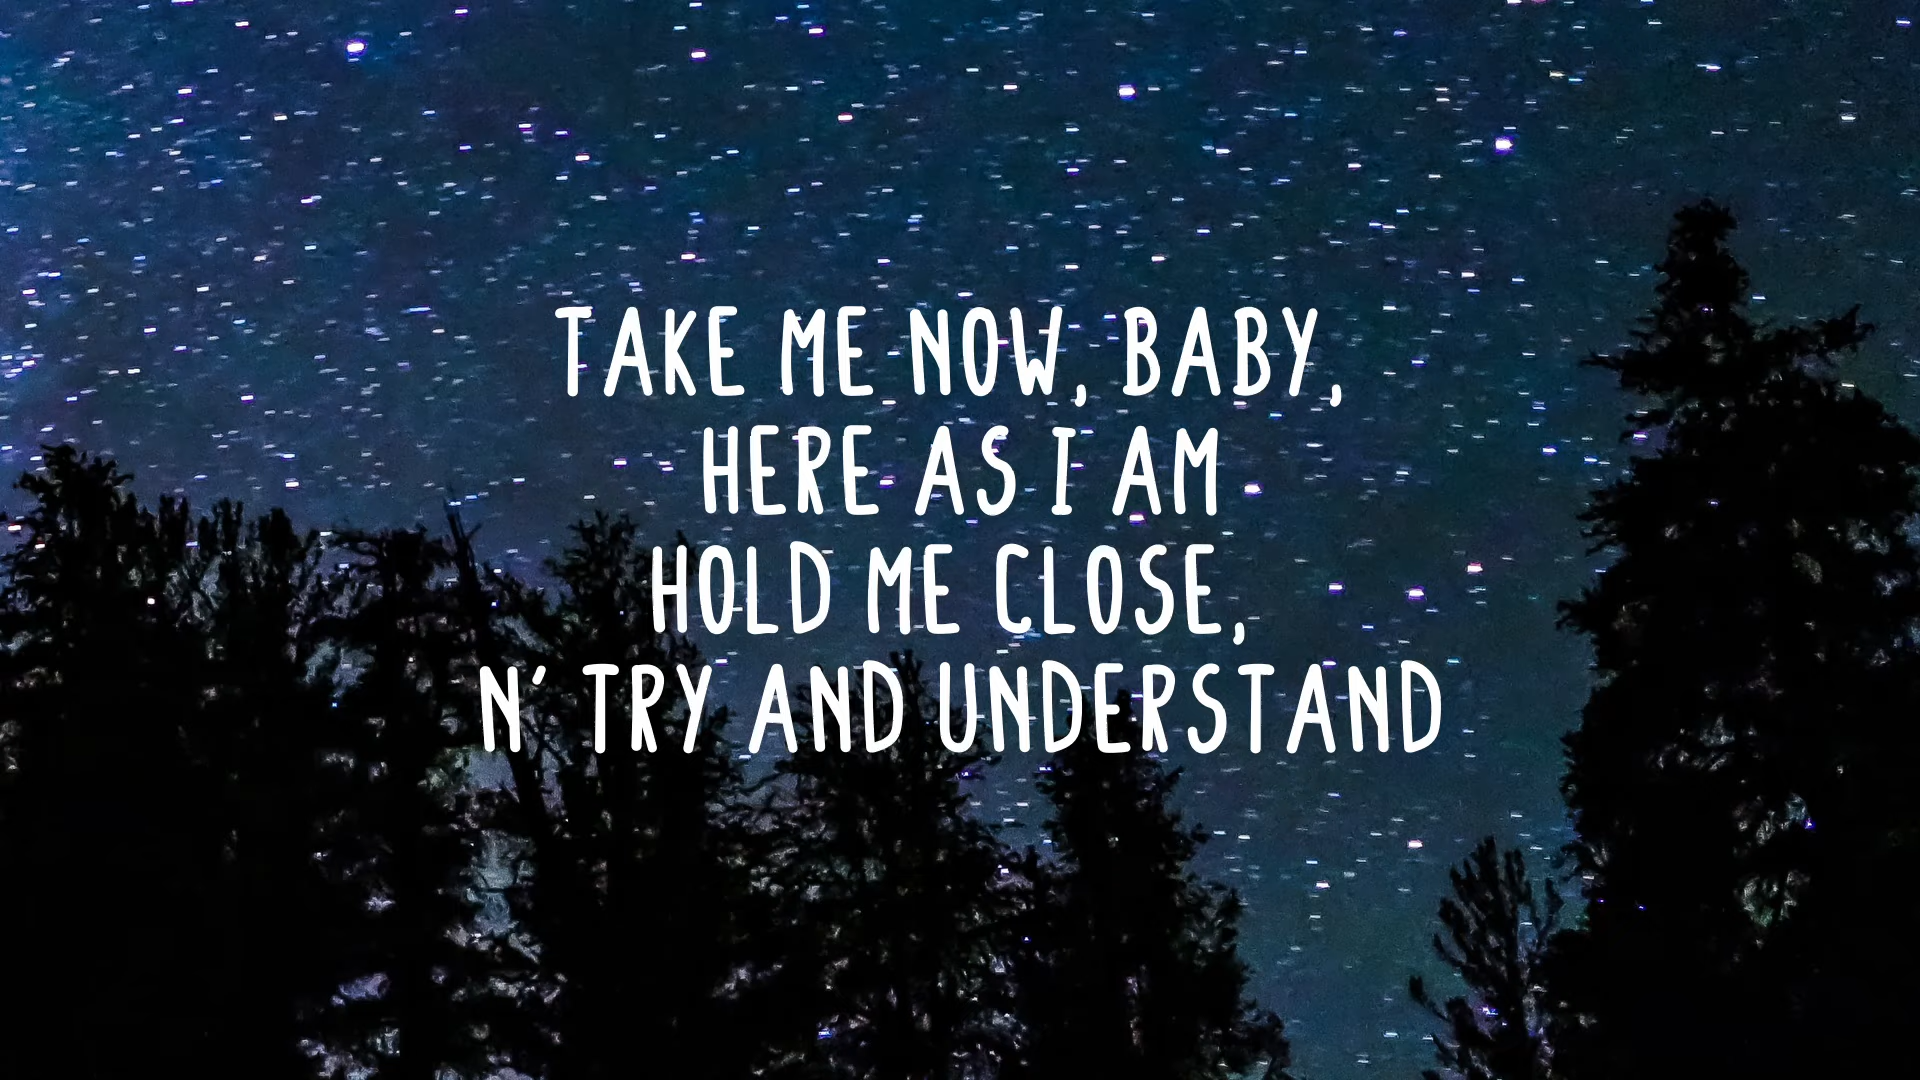 TAKE ME NOW, BABY,
HERE AS I AM
HOLD ME CLOSE,
N' TRY AND UNDERSTAND